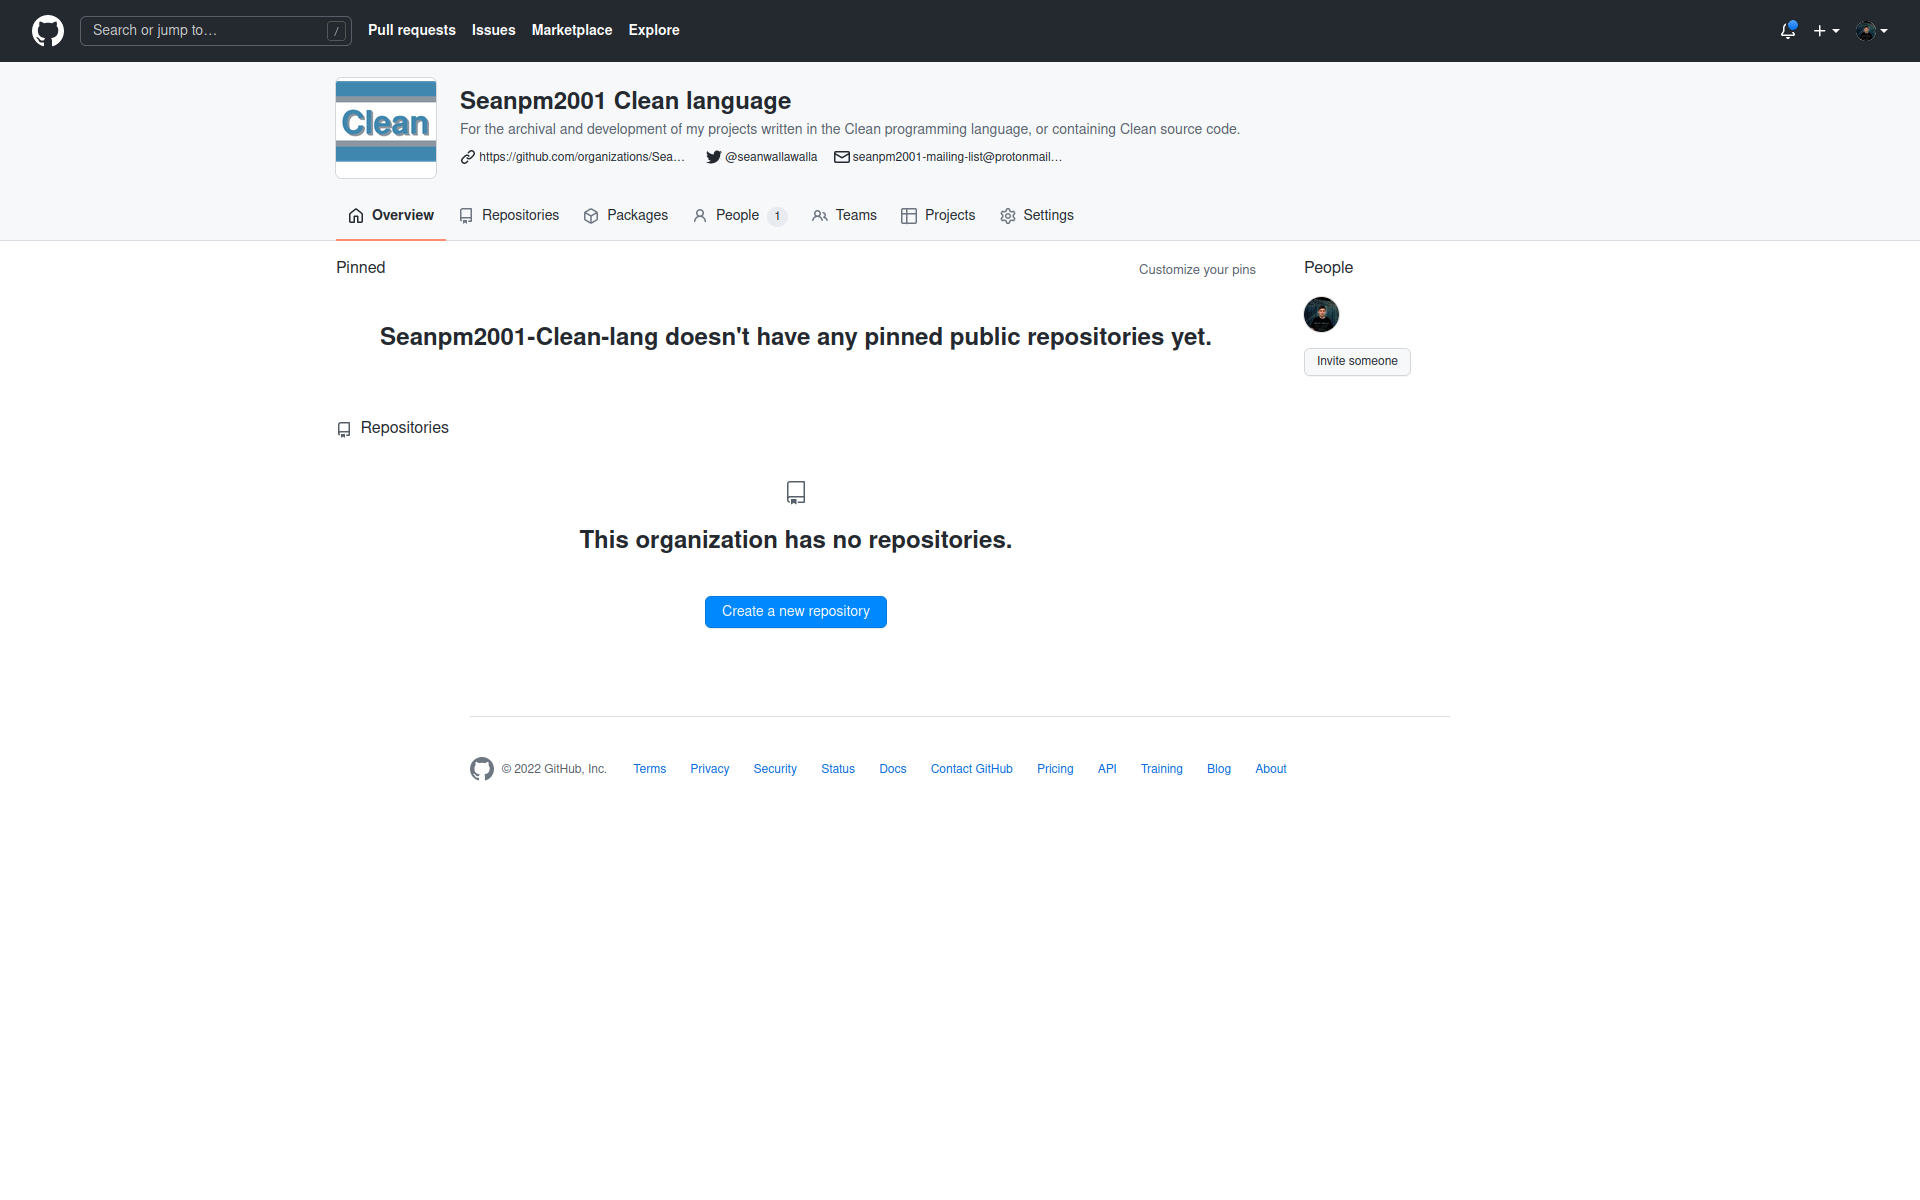 Search or jump to… /
Pull requests Issues Marketplace Explore
Clean
Seanpm2001 Clean language
For the archival and development of my projects written in the Clean programming language, or containing Clean source code.
https://github.com/organizations/Sea… @seanwallawalla seanpm2001-mailing-list@protonmail…
Overview Repositories Packages People 1 Teams Projects Settings
Pinned
Customize your pins
Seanpm2001-Clean-lang doesn't have any pinned public repositories yet.
People
Invite someone
Repositories
This organization has no repositories.
Create a new repository
© 2022 GitHub, Inc. Terms Privacy Security Status Docs Contact GitHub Pricing API Training Blog About